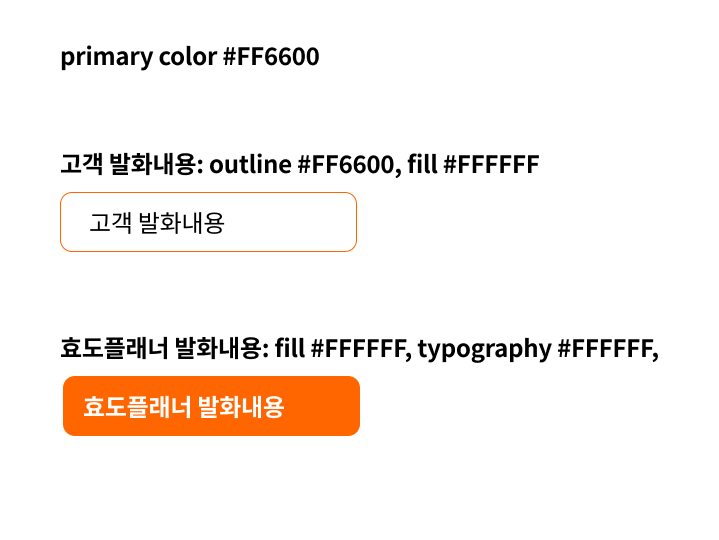 primary color #FF6600
고객 발화내용: outline #FF6600, fill #FFFFFF
고객 발화내용
효도플래너 발화내용: fill #FFFFFF, typography #FFFFFF,
효도플래너 발화내용